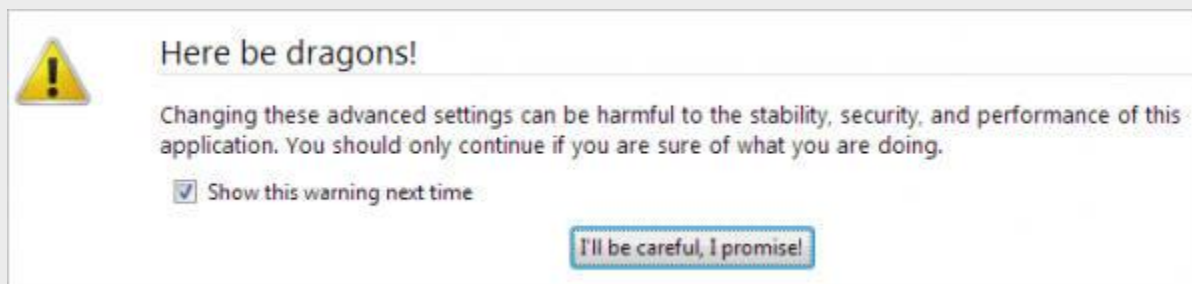 Here be dragons!
Changing these advanced settings can be harmful to the stability, security, and performance of this
application. You should only continue if you are sure of what you are doing.
Show this warning next time
I'll be careful, I promise!